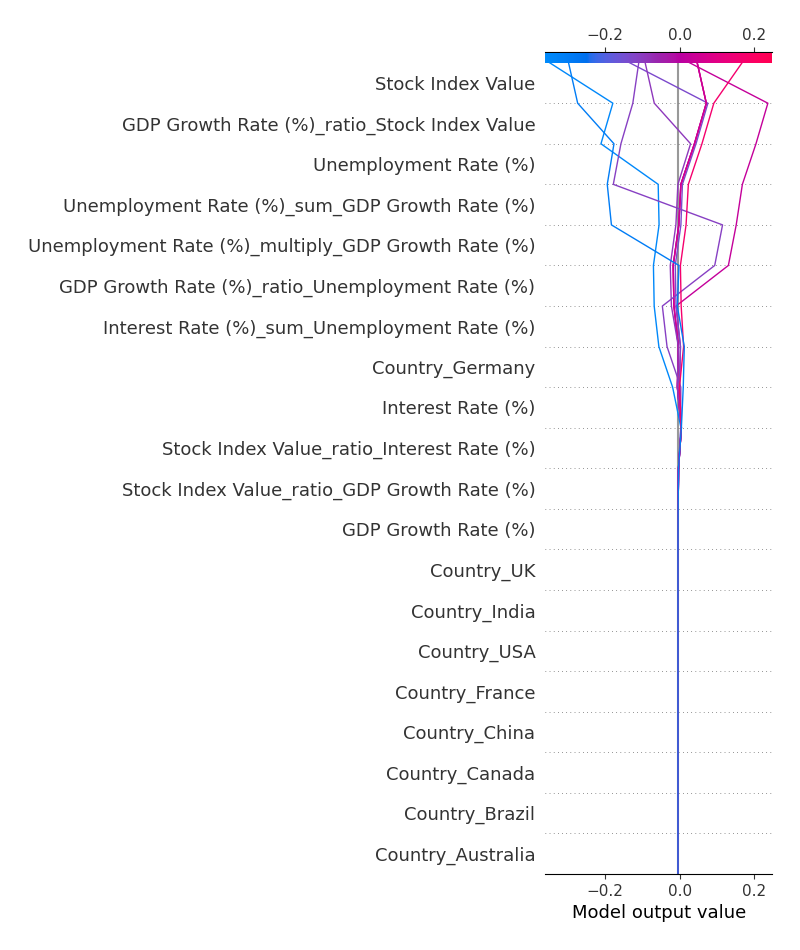 −0.2 0.0 0.2
Stock Index Value
GDP Growth Rate (%)_ratio_Stock Index Value
Unemployment Rate (%)
Unemployment Rate (%)_sum_GDP Growth Rate (%)
Unemployment Rate (%)_multiply_GDP Growth Rate (%)
GDP Growth Rate (%)_ratio_Unemployment Rate (%)
Interest Rate (%)_sum_Unemployment Rate (%)
Country_Germany
Interest Rate (%)
Stock Index Value_ratio_Interest Rate (%)
Stock Index Value_ratio_GDP Growth Rate (%)
GDP Growth Rate (%)
Country_UK
Country_India
Country_USA
Country_France
Country_China
Country_Canada
Country_Brazil
Country_Australia
−0.2 0.0 0.2
Model output value